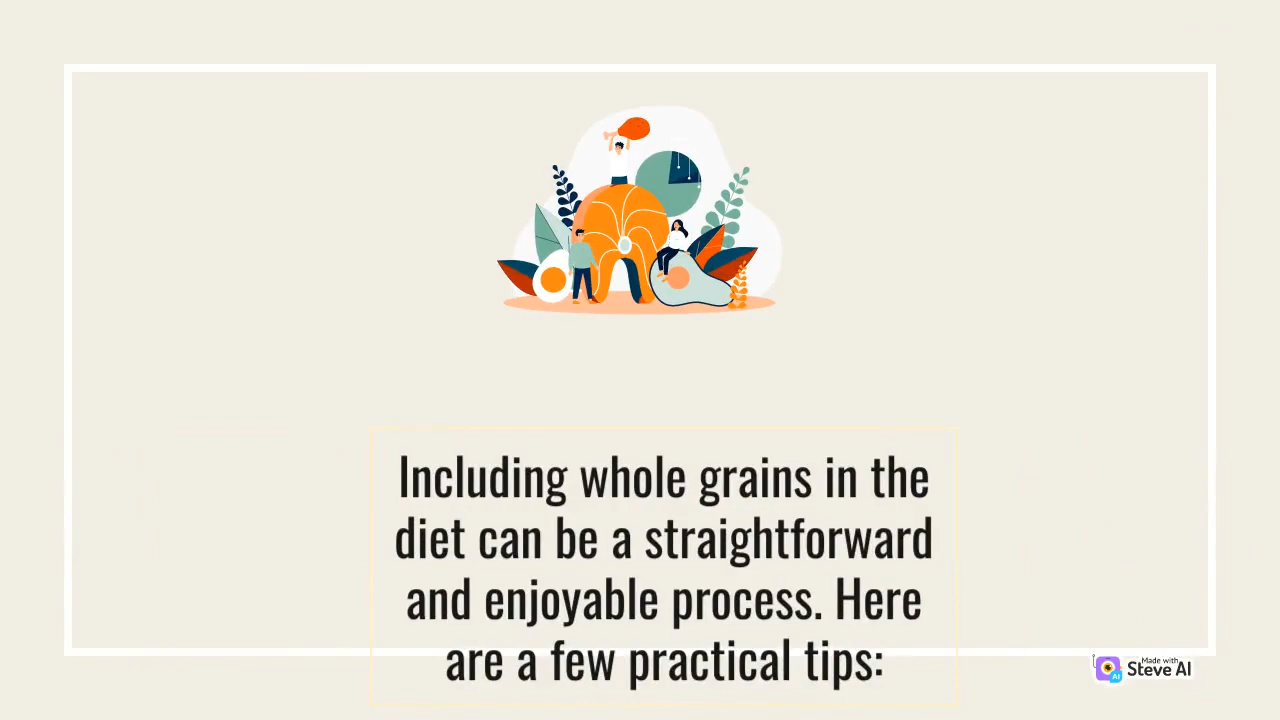 Including whole grains in the
diet can be a straightforward
and enjoyable process. Here
are a few practical tips:
Made with
Steve AI
AI